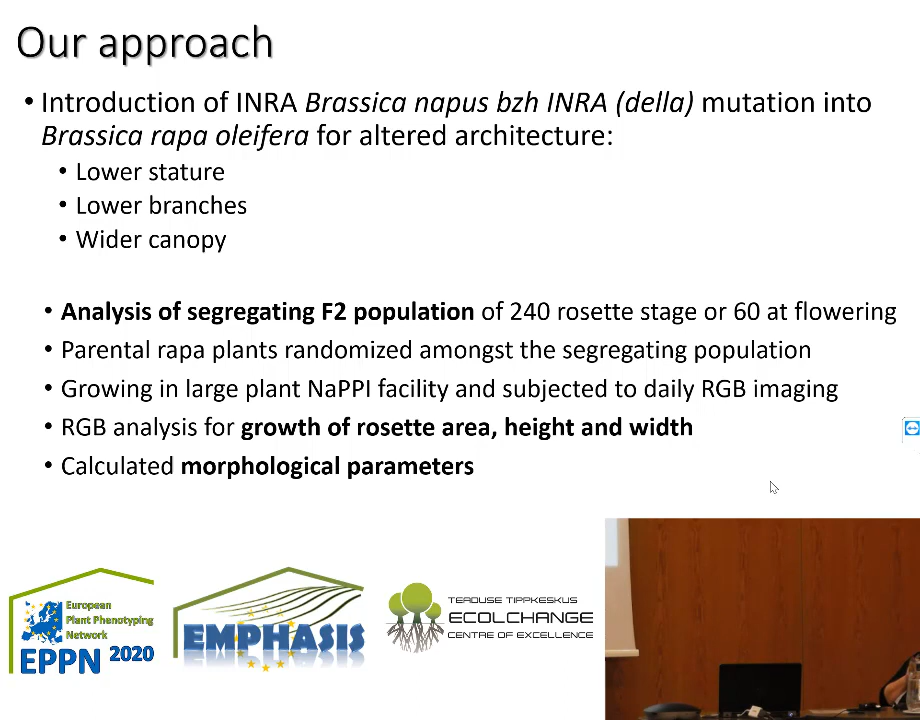 Our approach
• Introduction of INRA Brassica napus bzh INRA (della) mutation into
Brassica rapa oleifera for altered architecture:
• Lower stature
• Lower branches
• Wider canopy
• Analysis of segregating F2 population of 240 rosette stage or 60 at flowering
• Parental rapa plants randomized amongst the segregating population
• Growing in large plant NaPPI facility and subjected to daily RGB imaging
• RGB analysis for growth of rosette area, height and width
• Calculated morphological parameters
European
Plant Phenotyping
Network
EPPN 2020
EMPHASIS
TEADUSE TIPPKESKUS
ECOLCHANGE
CENTRE OF EXCELLENCE